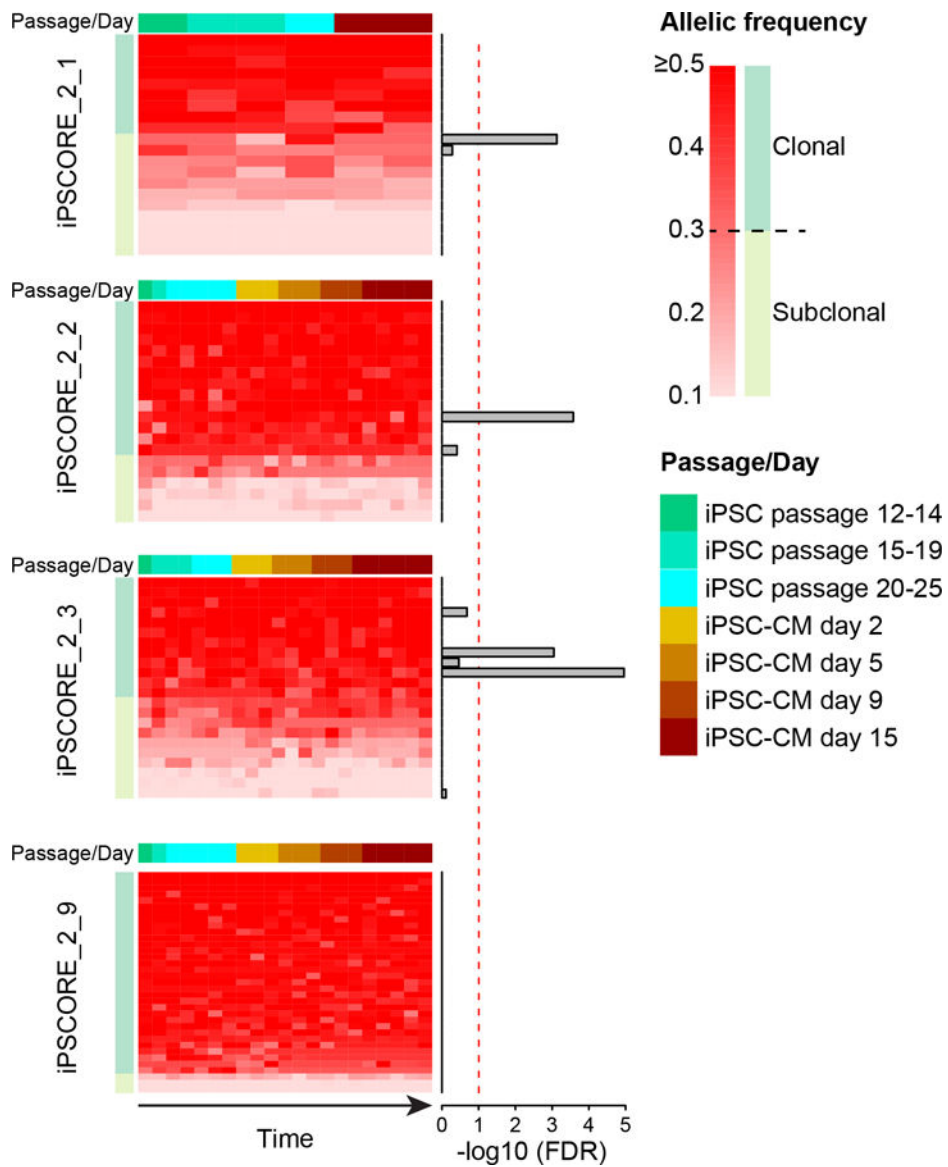 Passage/Day
iPSCORE_2_1
Passage/Day
iPSCORE_2_2
Passage/Day
iPSCORE_2_3
Passage/Day
iPSCORE_2_9
Time
0 1 2 3 4 5
-log10 (FDR)
Allelic frequency
≥0.5
0.4
0.3
0.2
0.1
Clonal
Subclonal
Passage/Day
iPSC passage 12-14
iPSC passage 15-19
iPSC passage 20-25
iPSC-CM day 2
iPSC-CM day 5
iPSC-CM day 9
iPSC-CM day 15